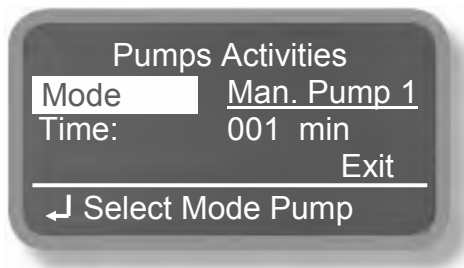 Pumps Activities
Mode Man. Pump 1
Time: 001 min
Exit
↵ Select Mode Pump